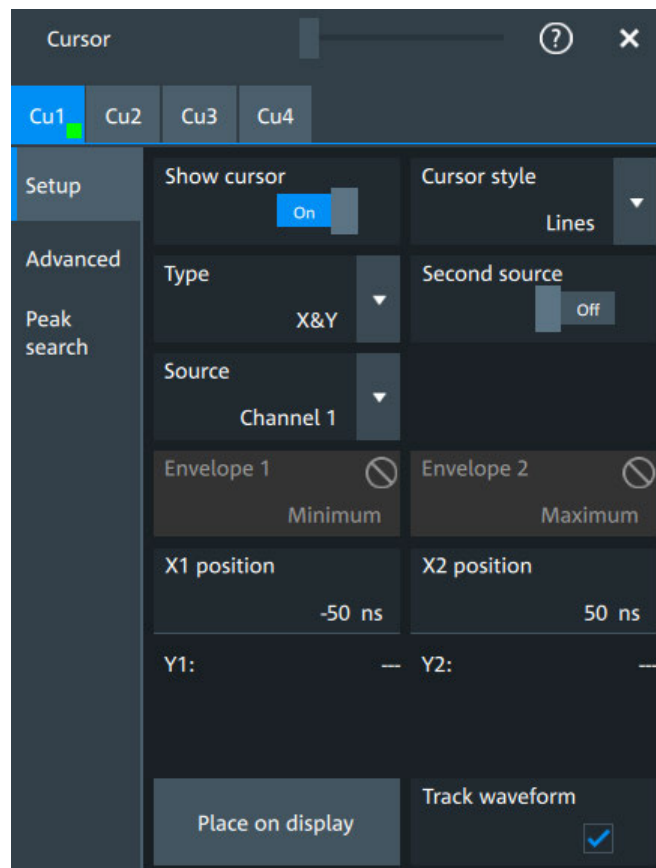 Cursor
?
Cu1 Cu2 Cu3 Cu4
Setup
Advanced
Peak
search
Show cursor
On
Cursor style
Lines
Type
X&Y
Second source
Off
Source
Channel 1
Envelope 1
Minimum
Envelope 2
Maximum
X1 position
-50 ns
X2 position
50 ns
Y1: ---
Y2: ---
Place on display
Track waveform